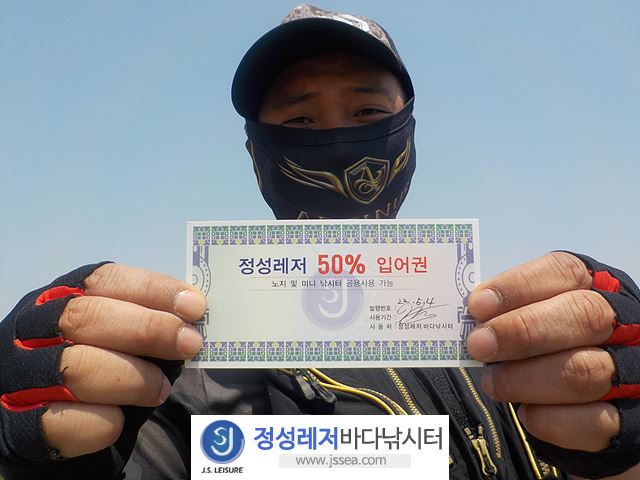 정성레저 50% 입어권
노지 및 미니 낚시터 공용사용 가능
발행번호 :
사용기간 :
사 용 처 : 정성레저 바다낚시터
SJ
J.S. LEISURE
정성레저바다낚시터
www.jssea.com